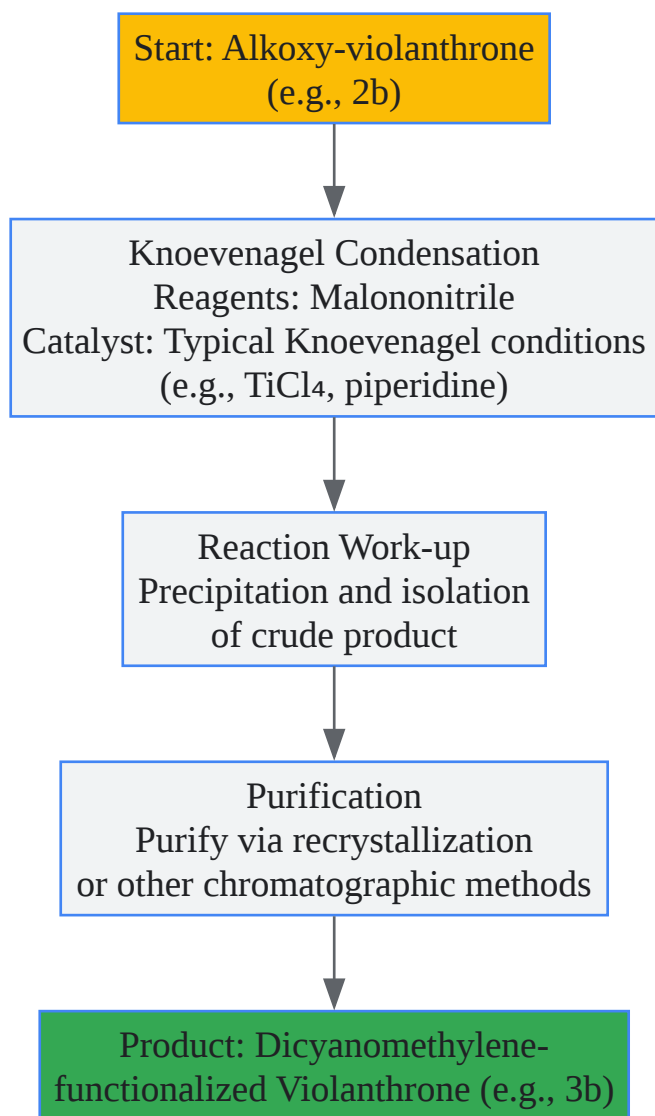 Start: Alkoxy-violanthrone
(e.g., 2b)
Knoevenagel Condensation
Reagents: Malononitrile
Catalyst: Typical Knoevenagel conditions
(e.g., TiCl₄, piperidine)
Reaction Work-up
Precipitation and isolation
of crude product
Purification
Purify via recrystallization
or other chromatographic methods
Product: Dicyanomethylene-
functionalized Violanthrone (e.g., 3b)